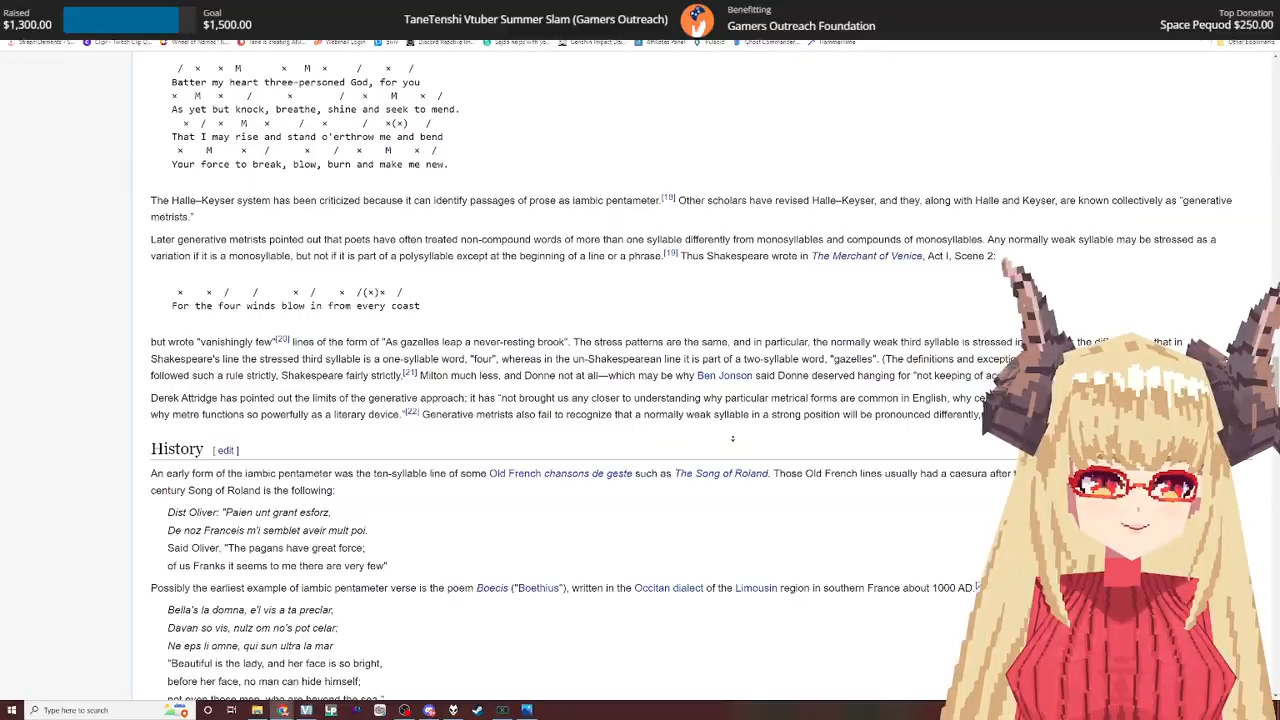 Raised Goal TaneTenshi Vtuber Summer Slam (Gamers Outreach) Benefitting Top Donation
$1,300.00 $1,500.00 Gamers Outreach Foundation Space Pequod $250.00
/ × × M × M × / × /
Batter my heart three-personed God, for you
× M × / × / × M × /
As yet but knock, breathe, shine and seek to mend.
× / × M × / × / ×(×) /
That I may rise and stand o'erthrow me and bend
× M × / × / × M × /
Your force to break, blow, burn and make me new.
The Halle–Keyser system has been criticized because it can identify passages of prose as iambic pentameter.[18] Other scholars have revised Halle–Keyser, and they, along with Halle and Keyser, are known collectively as "generative
metrists."
Later generative metrists pointed out that poets have often treated non-compound words of more than one syllable differently from monosyllables and compounds of monosyllables. Any normally weak syllable may be stressed as a
variation if it is a monosyllable, but not if it is part of a polysyllable except at the beginning of a line or a phrase.[19] Thus Shakespeare wrote in The Merchant of Venice, Act I, Scene 2:
× × / / × / × /(×)× /
For the four winds blow in from every coast
but wrote "vanishingly few"[20] lines of the form of "As gazelles leap a never-resting brook". The stress patterns are the same, and in particular, the normally weak third syllable is stressed in that in
Shakespeare's line the stressed third syllable is a one-syllable word, "four", whereas in the un-Shakespearean line it is part of a two-syllable word, "gazelles". (The definitions and
followed such a rule strictly, Shakespeare fairly strictly,[21] Milton much less, and Donne not at all—which may be why Ben Jonson said Donne deserved hanging for "not keeping of
Derek Attridge has pointed out the limits of the generative approach; it has "not brought us any closer to understanding why particular metrical forms are common in English, why
why metre functions so powerfully as a literary device."[22] Generative metrists also fail to recognize that a normally weak syllable in a strong position will be pronounced differently,
History [ edit ]
An early form of the iambic pentameter was the ten-syllable line of some Old French chansons de geste such as The Song of Roland. Those Old French lines usually had a caesura after
century Song of Roland is the following:
Dist Oliver: "Paien unt grant esforz,
De noz Franceis m'i semblet aveir mult poi.
Said Oliver, "The pagans have great force;
of us Franks it seems to me there are very few"
Possibly the earliest example of iambic pentameter verse is the poem Boecis ("Boethius"), written in the Occitan dialect of the Limousin region in southern France about 1000 AD.
Bella's la domna, e'l vis a ta preclar,
Davan so vis, nulz om no's pot celar;
Ne eps li omne, qui sun ultra la mar
"Beautiful is the lady, and her face is so bright,
before her face, no man can hide himself;
not even those men, who are beyond the sea."
Type here to search